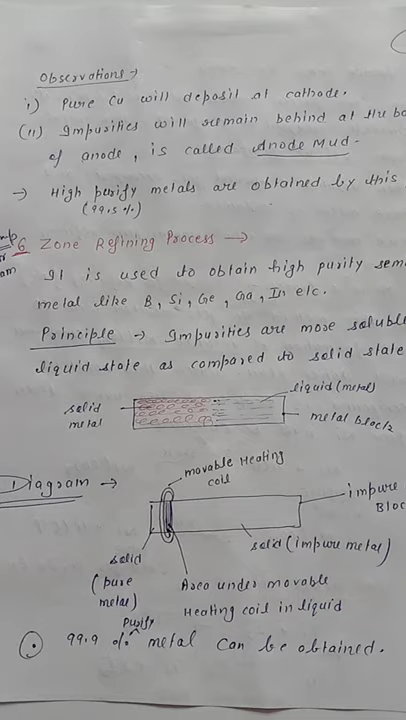 Observations →
i) Pure Cu will deposit at cathode.
(ii) Impurities will remain behind at the bo
of anode, is called Anode Mud.
→ High purify metals are obtained by this
(99.5 %)
6 Zone Refining Process →
It is used to obtain high purity sem
metal like B, Si, Ge, Ga, In etc.
Principle → Impurities are more soluble
liquid state as compared to solid state
liquid (metal)
solid
metal
metal block
movable Heating
coil
Diagram →
impure
Bloc
solid (impure metal)
solid
(pure
metal)
Area under movable
Heating coil in liquid
Purify
99.9 % metal can be obtained.